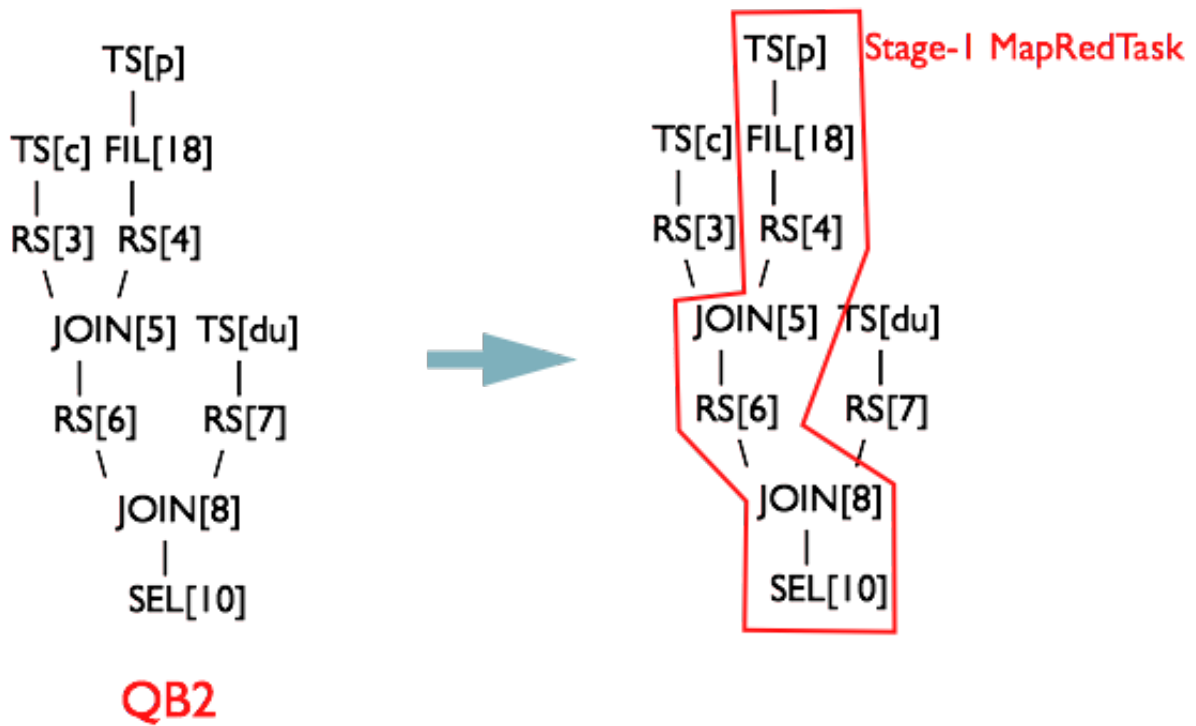 TS[p]
TS[c] FIL[18]
RS[3] RS[4]
JOIN[5] TS[du]
RS[6] RS[7]
JOIN[8]
SEL[10]
QB2
Stage-1 MapRedTask
TS[p]
TS[c] FIL[18]
RS[3] RS[4]
JOIN[5] TS[du]
RS[6] RS[7]
JOIN[8]
SEL[10]